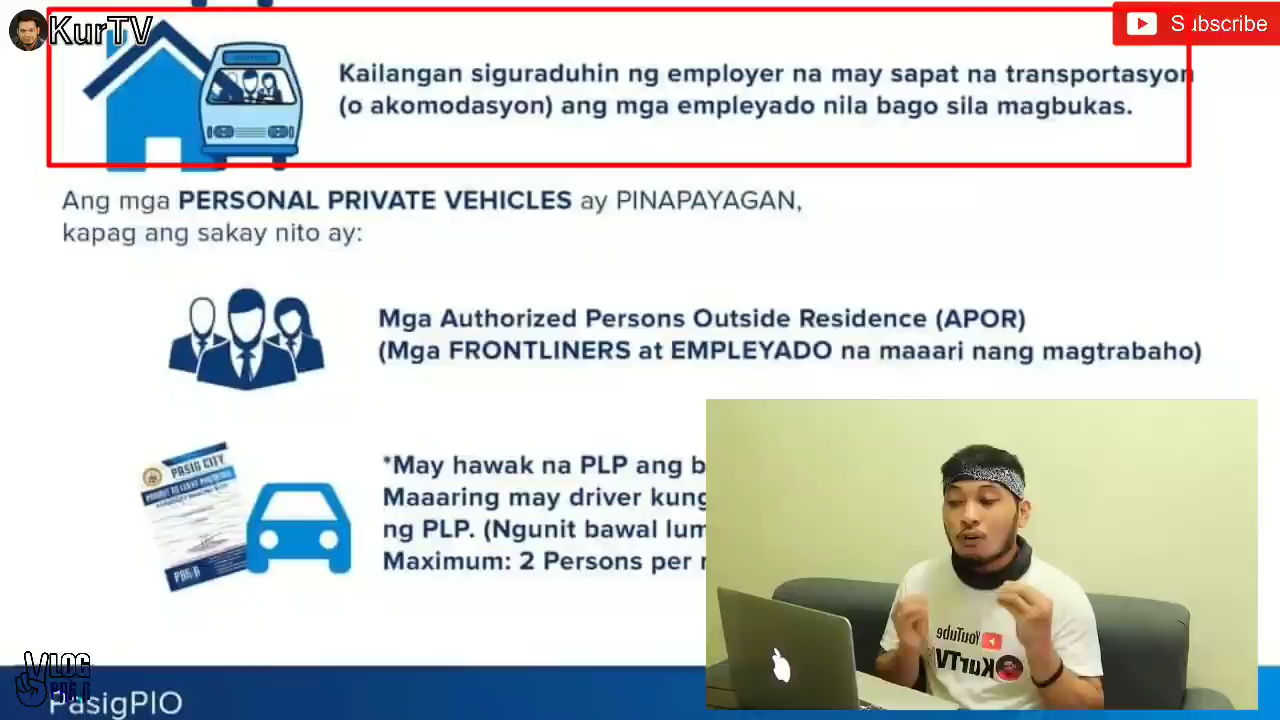 KurTV
Subscribe
Kailangan siguraduhin ng employer na may sapat na transportasyon
(o akomodasyon) ang mga empleyado nila bago sila magbukas.
Ang mga PERSONAL PRIVATE VEHICLES ay PINAPAYAGAN,
kapag ang sakay nito ay:
Mga Authorized Persons Outside Residence (APOR)
(Mga FRONTLINERS at EMPLEYADO na maaari nang magtrabaho)
PASIG CITY
*May hawak na PLP ang b
Maaaring may driver kung
ng PLP. (Ngunit bawal lum
Maximum: 2 Persons per
YouTube
KurTV
VLOG
PasigPIO